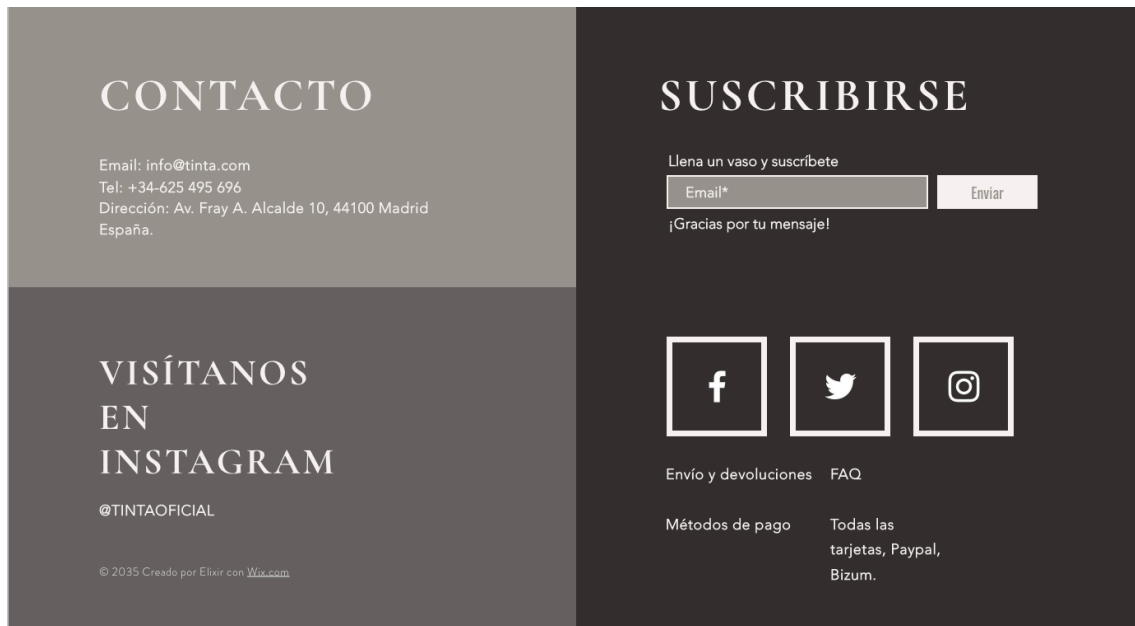 CONTACTO
Email: info@tinta.com
Tel: +34-625 495 696
Dirección: Av. Fray A. Alcalde 10, 44100 Madrid
España.
VISÍTANOS
EN
INSTAGRAM
@TINTAOFICIAL
© 2035 Creado por Elixir con Wix.com
SUSCRIBIRSE
Llena un vaso y suscríbete
Email*
Enviar
¡Gracias por tu mensaje!
Envío y devoluciones
FAQ
Métodos de pago
Todas las
tarjetas, Paypal,
Bizum.